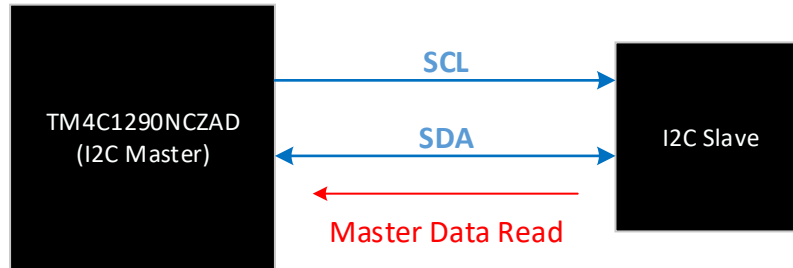 TM4C1290NCZAD
(I2C Master)
SCL
SDA
Master Data Read
I2C Slave